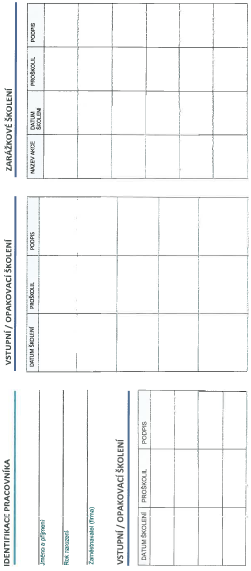 IDENTIFIKACE PRACOVNÍKA
Jméno a příjmení
Rok narození
Zaměstnavatel (firma)
VSTUPNÍ / OPAKOVACÍ ŠKOLENÍ
DATUM ŠKOLENÍ PROŠKOLIL PODPIS
VSTUPNÍ / OPAKOVACÍ ŠKOLENÍ
DATUM ŠKOLENÍ PROŠKOLIL PODPIS
ZARÁŽKOVÉ ŠKOLENÍ
NÁZEV AKCE DATUM ŠKOLENÍ PROŠKOLIL PODPIS